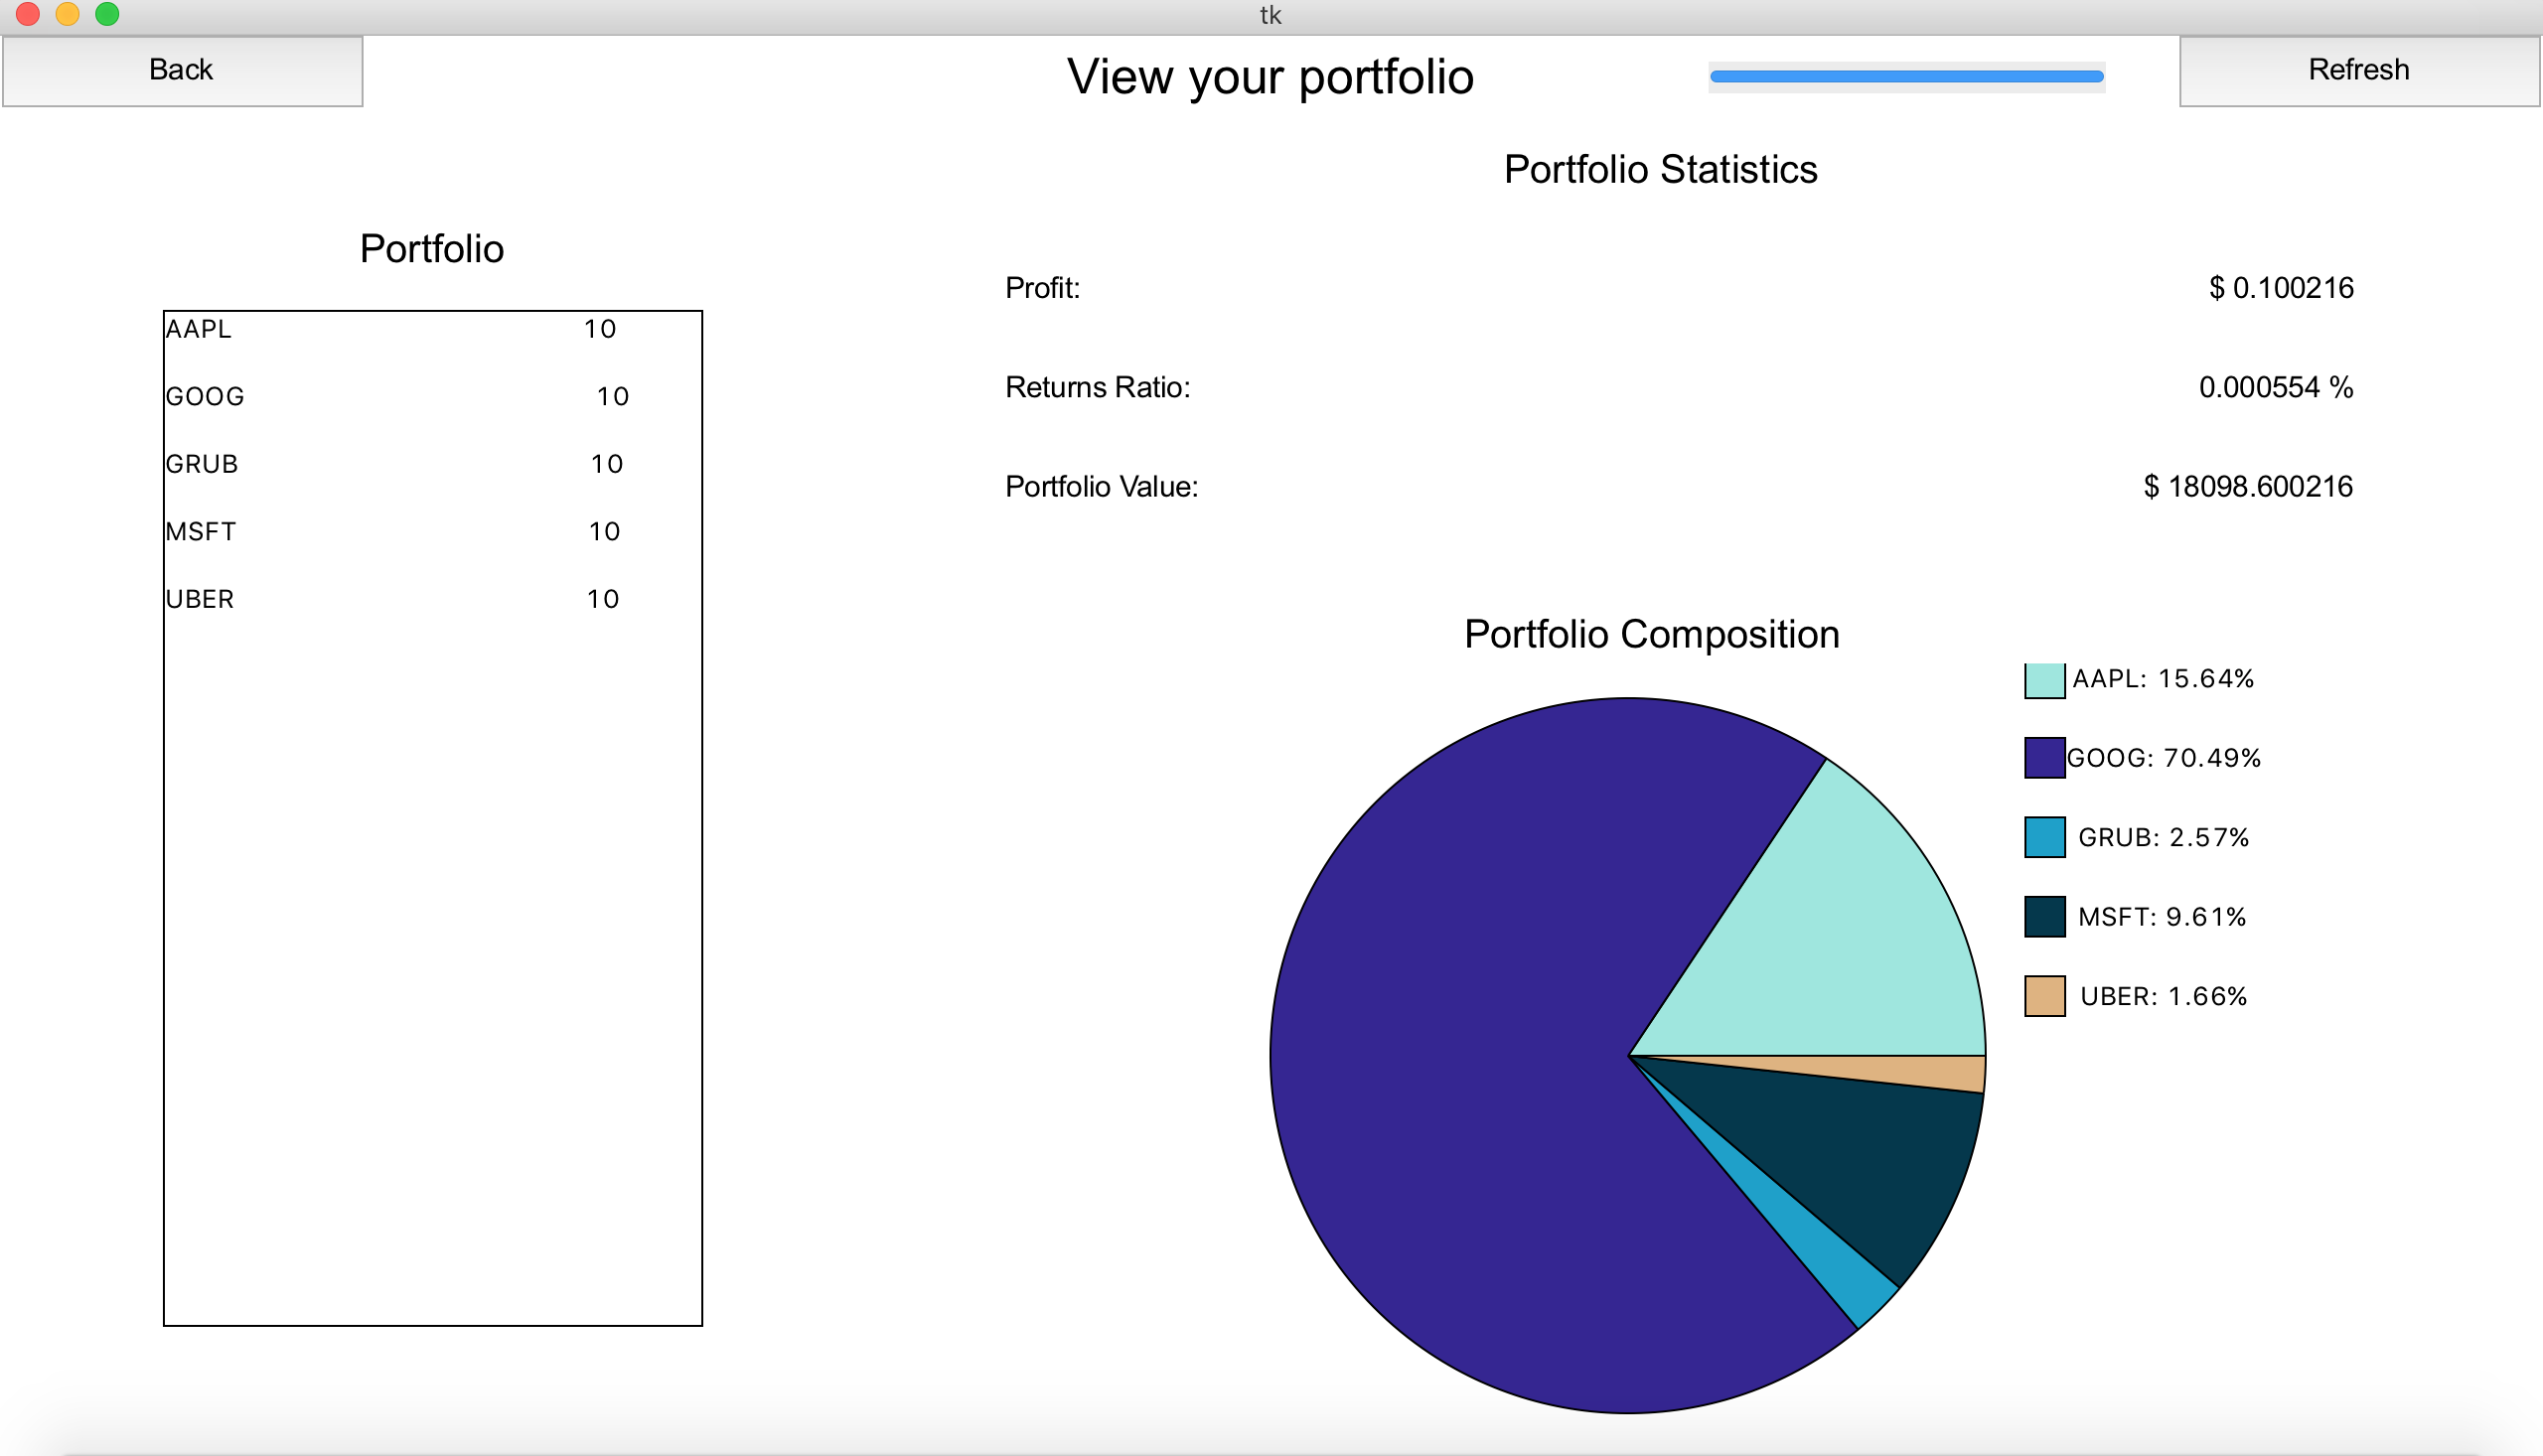 tk
Back
View your portfolio
Refresh
Portfolio Statistics
Portfolio
Profit: $ 0.100216
Returns Ratio: 0.000554 %
Portfolio Value: $ 18098.600216
AAPL 10
GOOG 10
GRUB 10
MSFT 10
UBER 10
Portfolio Composition
AAPL: 15.64%
GOOG: 70.49%
GRUB: 2.57%
MSFT: 9.61%
UBER: 1.66%